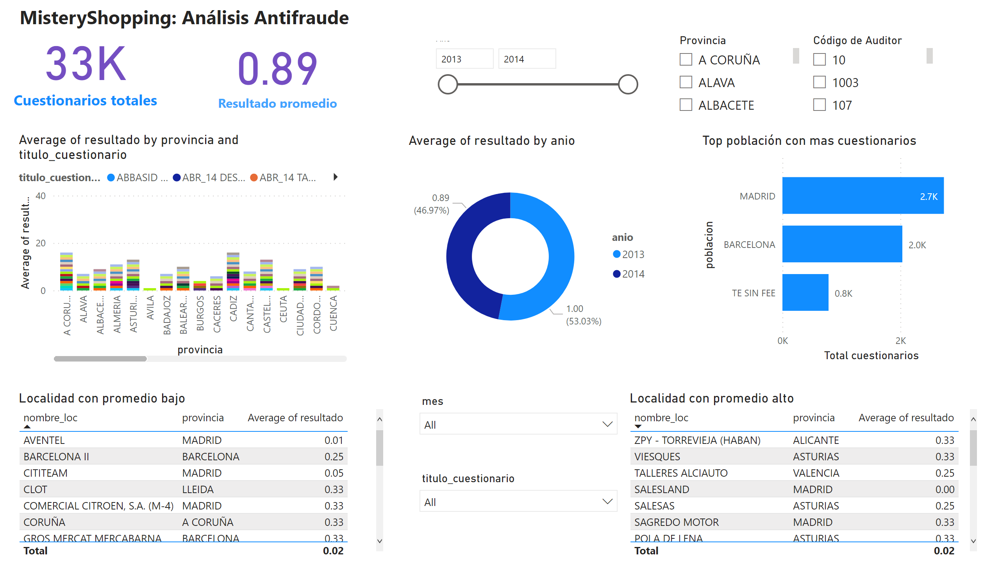 MisteryShopping: Análisis Antifraude
33K
Cuestionarios totales
0.89
Resultado promedio
2013
2014
Provincia
A CORUÑA
ALAVA
ALBACETE
Código de Auditor
10
1003
107
Average of resultado by provincia and
titulo_cuestionario
titulo_cuestion...
ABBASID ...
ABR_14 DES...
ABR_14 TA...
Average of result...
40
20
0
A CORU...
ALAVA
ALBACE...
ALMERIA
ASTURI...
AVILA
BADAJOZ
BALEAR...
BURGOS
CACERES
CADIZ
CANTA...
CASTEL...
CEUTA
CIUDAD...
CORDO...
CUENCA
provincia
Average of resultado by anio
0.89
(46.97%)
1.00
(53.03%)
anio
2013
2014
Top población con mas cuestionarios
poblacion
MADRID
2.7K
BARCELONA
2.0K
TE SIN FEE
0.8K
0K
2K
Total cuestionarios
Localidad con promedio bajo
nombre_loc provincia Average of resultado
AVENTEL MADRID 0.01
BARCELONA II BARCELONA 0.25
CITITEAM MADRID 0.05
CLOT LLEIDA 0.33
COMERCIAL CITROEN, S.A. (M-4) MADRID 0.33
CORUÑA A CORUÑA 0.33
GROS MERCAT MERCABARNA BARCELONA 0.33
Total 0.02
mes
All
titulo_cuestionario
All
Localidad con promedio alto
nombre_loc provincia Average of resultado
ZPY - TORREVIEJA (HABAN) ALICANTE 0.33
VIESQUES ASTURIAS 0.33
TALLERES ALCIAUTO VALENCIA 0.25
SALESLAND MADRID 0.00
SALESAS ASTURIAS 0.25
SAGREDO MOTOR MADRID 0.33
POLA DE LENA ASTURIAS 0.33
Total 0.02